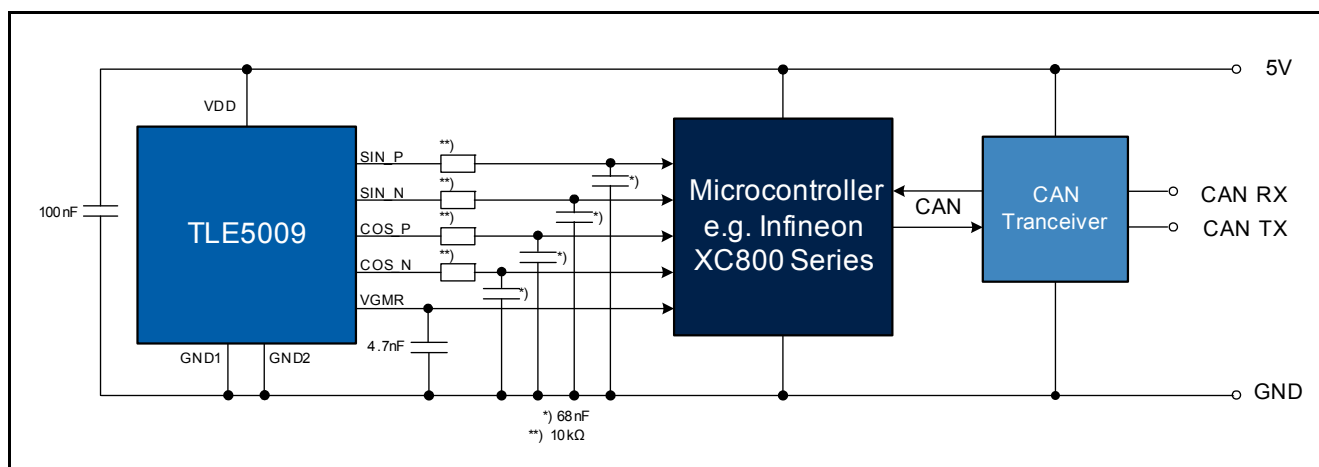 5V
VDD
SIN_P
**)
*)
SIN_N
**)
*)
COS_P
**)
*)
COS_N
**)
*)
VGMR
100nF
TLE5009
Microcontroller
e.g. Infineon
XC800 Series
CAN
CAN
Tranceiver
CAN RX
CAN TX
GND1
GND2
4.7nF
GND
*) 68nF
**) 10kΩ